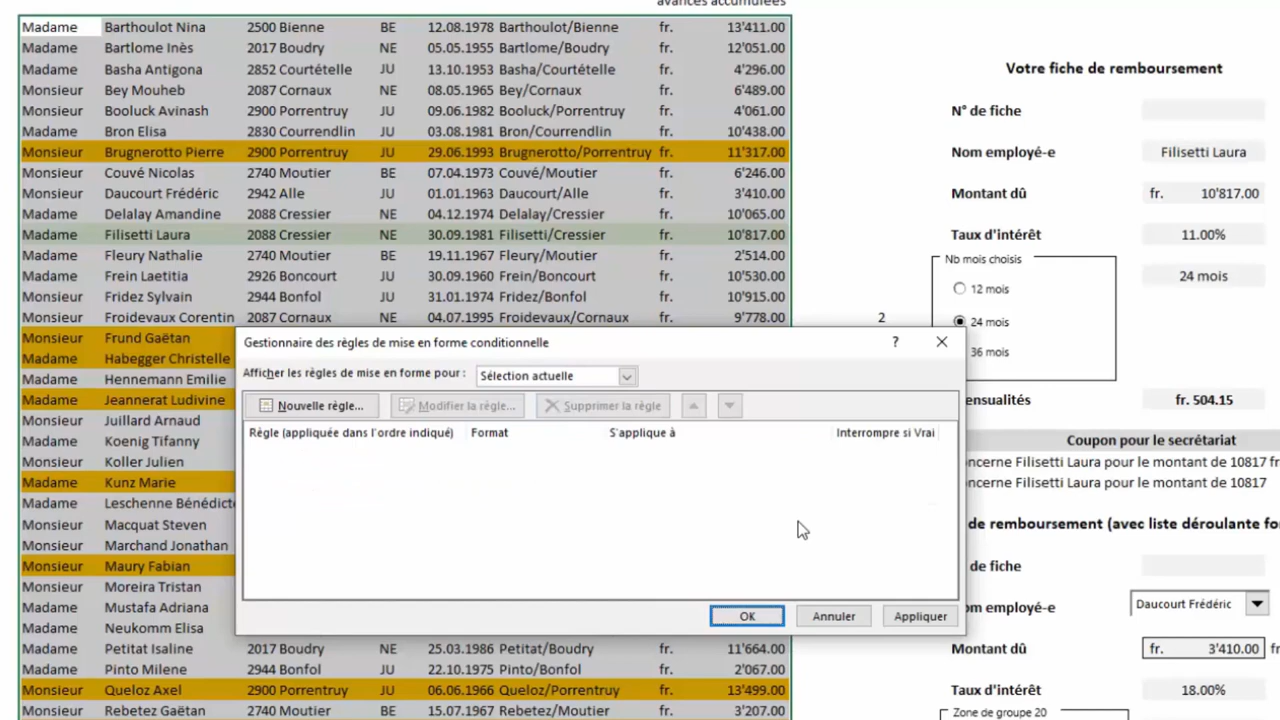 avances accumulées
Madame Barthoulot Nina 2500 Bienne BE 12.08.1978 Barthoulot/Bienne fr. 13'411.00
Madame Bartlome Inès 2017 Boudry NE 05.05.1955 Bartlome/Boudry fr. 12'051.00
Madame Basha Antigona 2852 Courtételle JU 13.10.1953 Basha/Courtételle fr. 4'296.00
Monsieur Bey Mouheb 2087 Cornaux NE 08.05.1965 Bey/Cornaux fr. 6'489.00
Monsieur Booluck Avinash 2900 Porrentruy JU 09.06.1982 Booluck/Porrentruy fr. 4'061.00
Madame Bron Elisa 2830 Courrendlin JU 03.08.1981 Bron/Courrendlin fr. 10'438.00
Monsieur Brugnerotto Pierre 2900 Porrentruy JU 29.06.1993 Brugnerotto/Porrentruy fr. 11'317.00
Monsieur Couvé Nicolas 2740 Moutier BE 07.04.1973 Couvé/Moutier fr. 6'246.00
Monsieur Daucourt Frédéric 2942 Alle JU 01.01.1963 Daucourt/Alle fr. 3'410.00
Madame Delalay Amandine 2088 Cressier NE 04.12.1974 Delalay/Cressier fr. 10'065.00
Madame Filisetti Laura 2088 Cressier NE 30.09.1981 Filisetti/Cressier fr. 10'817.00
Madame Fleury Nathalie 2740 Moutier BE 19.11.1967 Fleury/Moutier fr. 2'514.00
Madame Frein Laetitia 2926 Boncourt JU 30.09.1960 Frein/Boncourt fr. 10'530.00
Monsieur Fridez Sylvain 2944 Bonfol JU 31.01.1974 Fridez/Bonfol fr. 10'915.00
Monsieur Froidevaux Corentin 2087 Cornaux NE 04.07.1995 Froidevaux/Cornaux fr. 9'778.00
Monsieur Frund Gaëtan
Madame Habegger Christelle
Madame Hennemann Emilie
Madame Jeannerat Ludivine
Monsieur Juillard Arnaud
Madame Koenig Tifanny
Monsieur Koller Julien
Madame Kunz Marie
Madame Leschenne Bénédicte
Monsieur Macquat Steven
Monsieur Marchand Jonathan
Monsieur Maury Fabian
Monsieur Moreira Tristan
Madame Mustafa Adriana
Madame Neukomm Elisa
Madame Petitat Isaline 2017 Boudry NE 25.03.1986 Petitat/Boudry fr. 11'664.00
Madame Pinto Milene 2944 Bonfol JU 22.10.1975 Pinto/Bonfol fr. 2'067.00
Monsieur Queloz Axel 2900 Porrentruy JU 06.06.1966 Queloz/Porrentruy fr. 13'499.00
Monsieur Rebetez Gaëtan 2740 Moutier BE 15.07.1967 Rebetez/Moutier fr. 3'207.00
Gestionnaire des règles de mise en forme conditionnelle ?
Afficher les règles de mise en forme pour : Sélection actuelle
Nouvelle règle... Modifier la règle... Supprimer la règle
Règle (appliquée dans l'ordre indiqué) Format S'applique à Interrompre si Vrai
OK Annuler Appliquer
Votre fiche de remboursement
N° de fiche
Nom employé-e Filisetti Laura
Montant dû fr. 10'817.00
Taux d'intérêt 11.00%
Nb mois choisis
24 mois
12 mois
2 24 mois
36 mois
ensualités fr. 504.15
Coupon pour le secrétariat
ncerne Filisetti Laura pour le montant de 10817 fr
ncerne Filisetti Laura pour le montant de 10817
de remboursement (avec liste déroulante fo
de fiche
om employé-e Daucourt Frédéric
Montant dû fr. 3'410.00 fr
Taux d'intérêt 18.00%
Zone de groupe 20